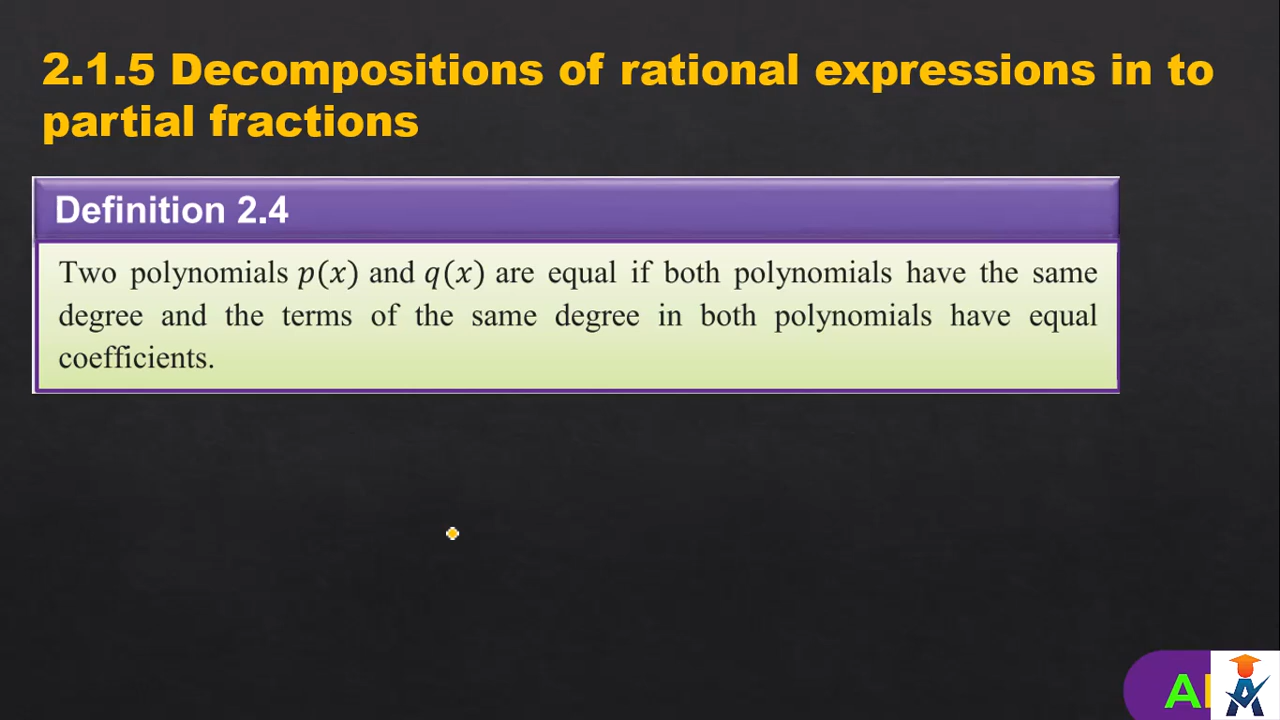 2.1.5 Decompositions of rational expressions in to
partial fractions
Definition 2.4
Two polynomials p(x) and q(x) are equal if both polynomials have the same
degree and the terms of the same degree in both polynomials have equal
coefficients.